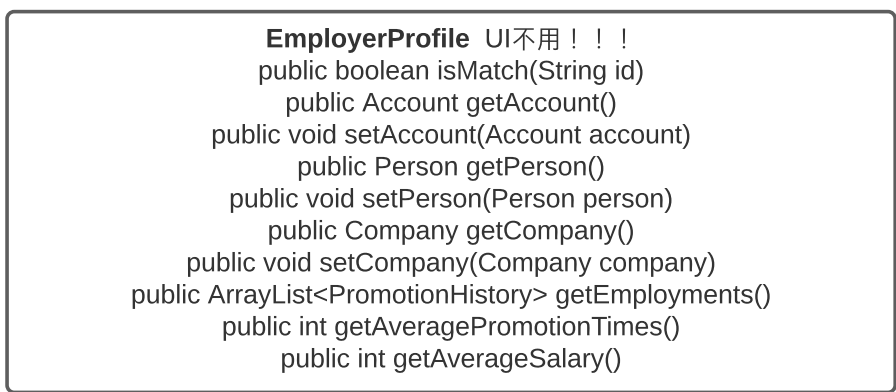 EmployerProfile UI不用！！！
public boolean isMatch(String id)
public Account getAccount()
public void setAccount(Account account)
public Person getPerson()
public void setPerson(Person person)
public Company getCompany()
public void setCompany(Company company)
public ArrayList<PromotionHistory> getEmployments()
public int getAveragePromotionTimes()
public int getAverageSalary()